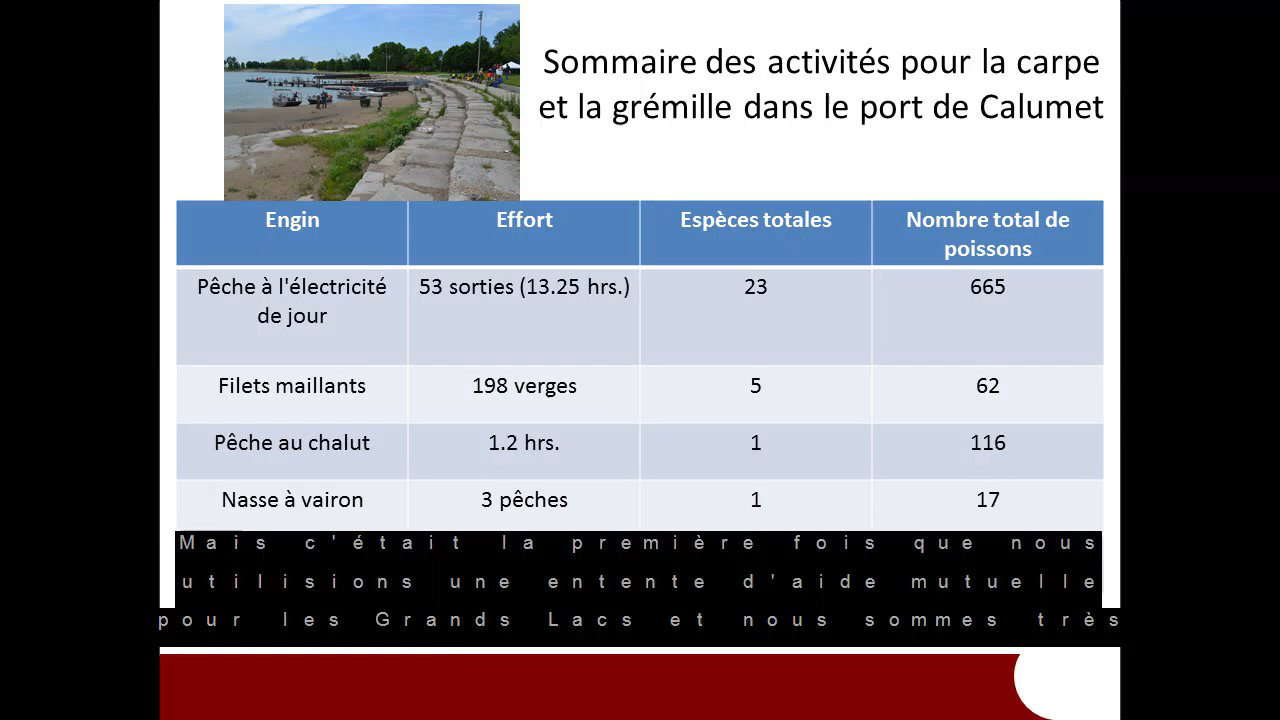 Sommaire des activités pour la carpe
et la grémille dans le port de Calumet
Engin Effort Espèces totales Nombre total de
poissons
Pêche à l'électricité
de jour 53 sorties (13.25 hrs.) 23 665
Filets maillants 198 verges 5 62
Pêche au chalut 1.2 hrs. 1 116
Nasse à vairon 3 pêches 1 17
Mais c'était la première fois que nous
utilisions une entente d'aide mutuelle
pour les Grands Lacs et nous sommes très